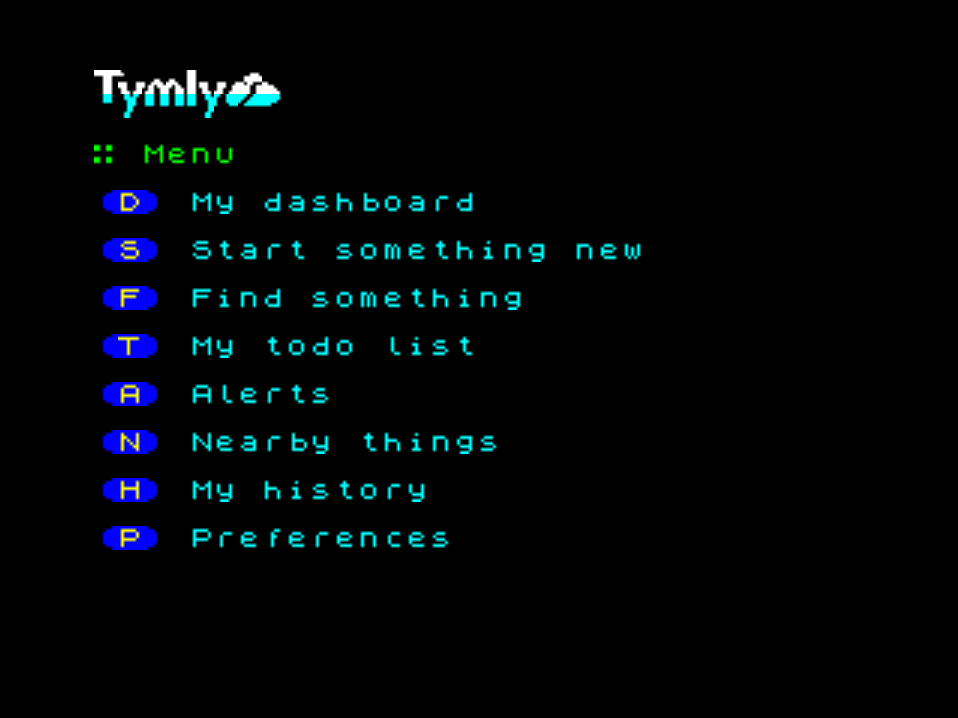 Tymly
:: Menu
D My dashboard
S Start something new
F Find something
T My todo list
A Alerts
N Nearby things
H My history
P Preferences